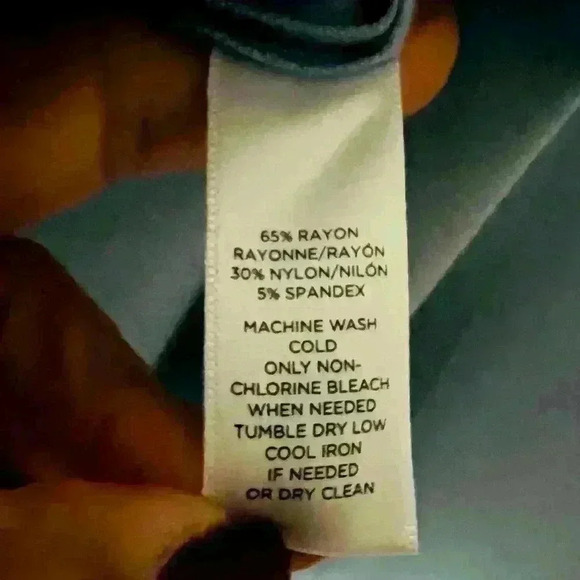 65% RAYON
RAYONNE/RAYÓN
30% NYLON/NILÓN
5% SPANDEX
MACHINE WASH
COLD
ONLY NON-
CHLORINE BLEACH
WHEN NEEDED
TUMBLE DRY LOW
COOL IRON
IF NEEDED
OR DRY CLEAN